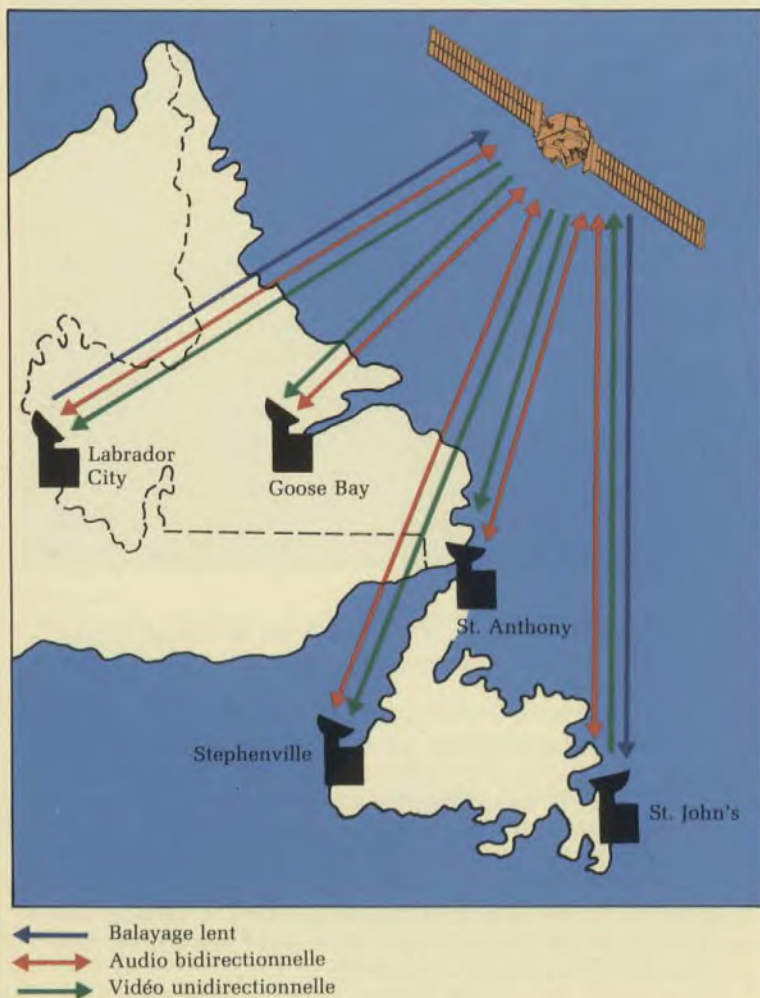 Labrador
City
Goose Bay
St. Anthony
Stephenville
St. John's
Balayage lent
Audio bidirectionnelle
Vidéo unidirectionnelle